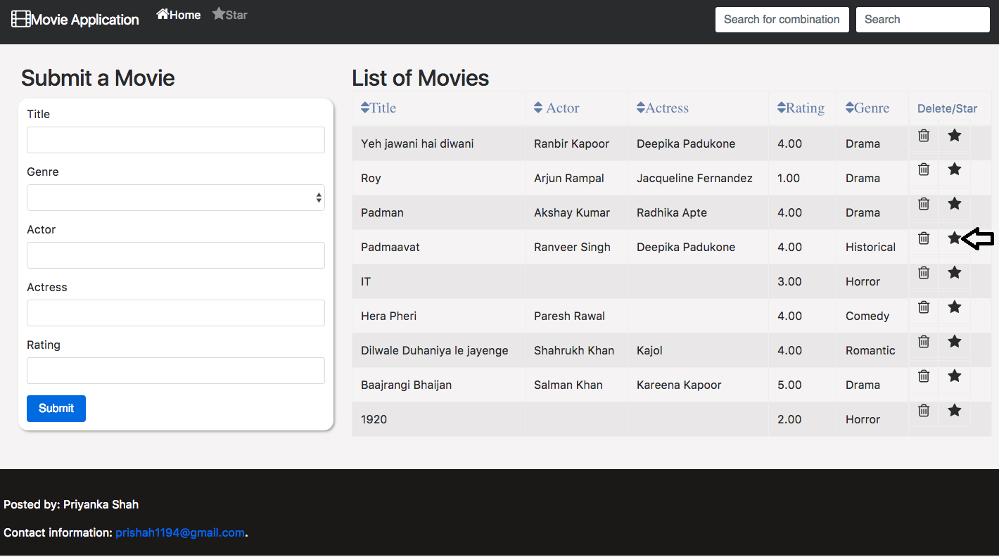 Movie Application Home Star Search for combination Search
Submit a Movie
Title
Genre
Actor
Actress
Rating
Submit
List of Movies
Title Actor Actress Rating Genre Delete/Star
Yeh jawani hai diwani Ranbir Kapoor Deepika Padukone 4.00 Drama
Roy Arjun Rampal Jacqueline Fernandez 1.00 Drama
Padman Akshay Kumar Radhika Apte 4.00 Drama
Padmaavat Ranveer Singh Deepika Padukone 4.00 Historical
IT 3.00 Horror
Hera Pheri Paresh Rawal 4.00 Comedy
Dilwale Duhaniya le jayenge Shahrukh Khan Kajol 4.00 Romantic
Baajrangi Bhaijan Salman Khan Kareena Kapoor 5.00 Drama
1920 2.00 Horror
Posted by: Priyanka Shah
Contact information: prishah1194@gmail.com.